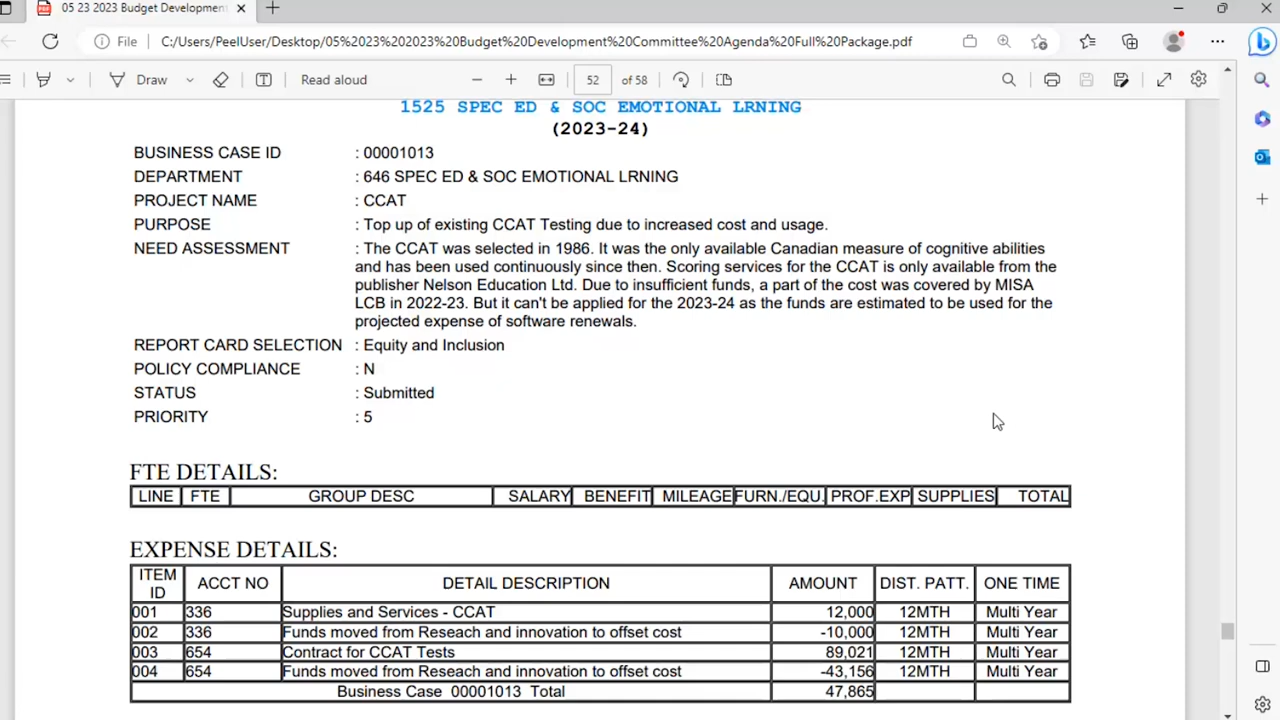 05 23 2023 Budget Development
File C:/Users/PeelUser/Desktop/05%2023%202023%20Budget%20Development%20Committee%20Agenda%20Full%20Package.pdf
Draw Read aloud 52 of 58
1525 SPEC ED & SOC EMOTIONAL LRNING
(2023-24)
BUSINESS CASE ID : 00001013
DEPARTMENT : 646 SPEC ED & SOC EMOTIONAL LRNING
PROJECT NAME : CCAT
PURPOSE : Top up of existing CCAT Testing due to increased cost and usage.
NEED ASSESSMENT : The CCAT was selected in 1986. It was the only available Canadian measure of cognitive abilities
and has been used continuously since then. Scoring services for the CCAT is only available from the
publisher Nelson Education Ltd. Due to insufficient funds, a part of the cost was covered by MISA
LCB in 2022-23. But it can't be applied for the 2023-24 as the funds are estimated to be used for the
projected expense of software renewals.
REPORT CARD SELECTION : Equity and Inclusion
POLICY COMPLIANCE : N
STATUS : Submitted
PRIORITY : 5
FTE DETAILS:
LINE FTE GROUP DESC SALARY BENEFIT MILEAGE FURN./EQU. PROF.EXP SUPPLIES TOTAL
EXPENSE DETAILS:
ITEM ID ACCT NO DETAIL DESCRIPTION AMOUNT DIST. PATT. ONE TIME
001 336 Supplies and Services - CCAT 12,000 12MTH Multi Year
002 336 Funds moved from Reseach and innovation to offset cost -10,000 12MTH Multi Year
003 654 Contract for CCAT Tests 89,021 12MTH Multi Year
004 654 Funds moved from Reseach and innovation to offset cost -43,156 12MTH Multi Year
Business Case 00001013 Total 47,865